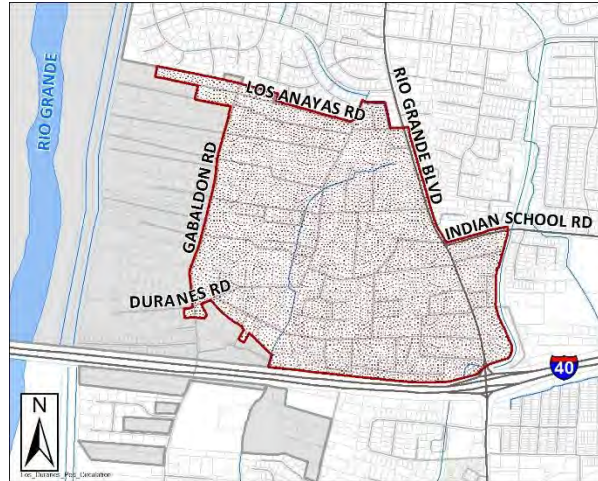 RIO GRANDE
LOS ANAYAS RD
RIO GRANDE BLVD
GABALDON RD
INDIAN SCHOOL RD
DURANES RD
40
N